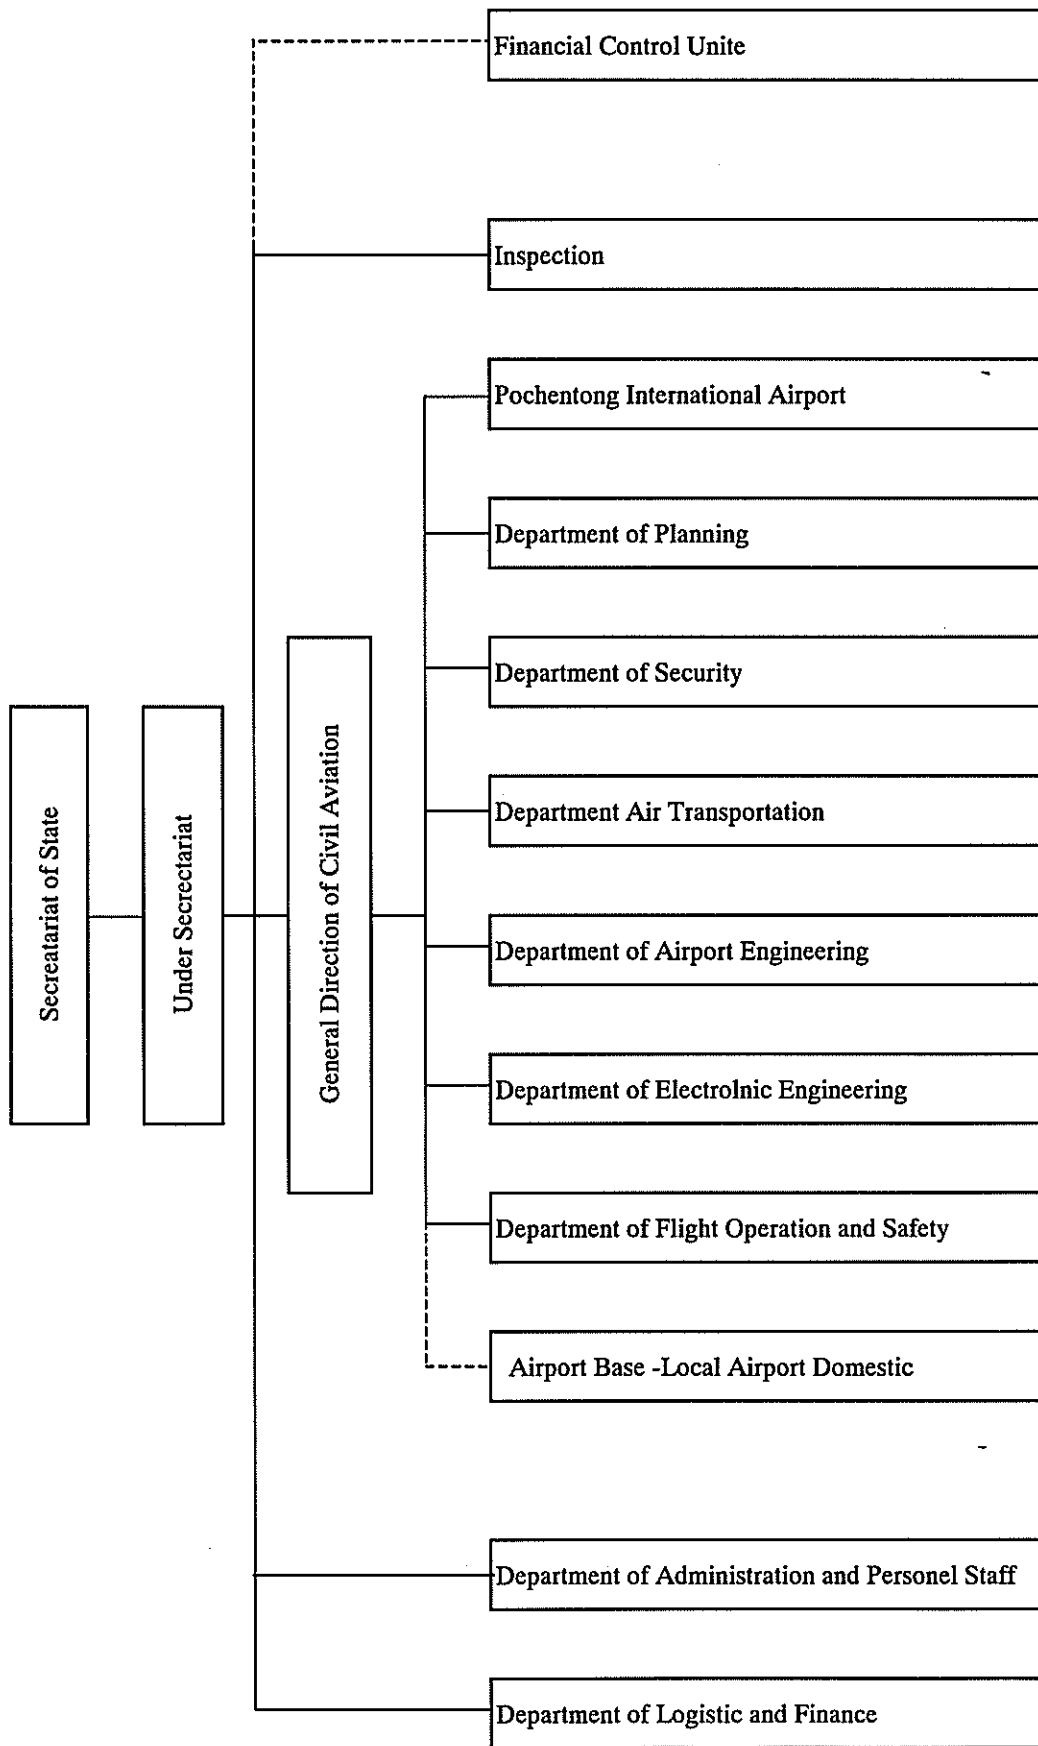 Financial Control Unite
Inspection
Pochentong International Airport
Department of Planning
Department of Security
Department Air Transportation
Department of Airport Engineering
Department of Electrolnic Engineering
Department of Flight Operation and Safety
Airport Base -Local Airport Domestic
Department of Administration and Personel Staff
Department of Logistic and Finance
Secreatariat of State
Under Secrectariat
General Direction of Civil Aviation